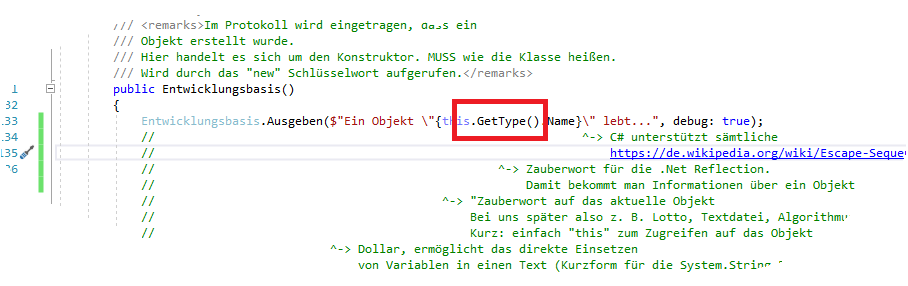 /// <remarks>Im Protokoll wird eingetragen, dass ein
/// Objekt erstellt wurde.
/// Hier handelt es sich um den Konstruktor. MUSS wie die Klasse heißen.
/// Wird durch das "new" Schlüsselwort aufgerufen.</remarks>
1 public Entwicklungsbasis()
32 {
33 Entwicklungsbasis.Ausgeben($"Ein Objekt \"{this.GetType().Name}\" lebt...", debug: true);
34 // ^-> C# unterstützt sämtliche
135 // https://de.wikipedia.org/wiki/Escape-Seque
// ^-> Zauberwort für die .Net Reflection.
// Damit bekommt man Informationen über ein Objekt
// ^-> "Zauberwort auf das aktuelle Objekt
// Bei uns später also z. B. Lotto, Textdatei, Algorithmu
// Kurz: einfach "this" zum Zugreifen auf das Objekt
^-> Dollar, ermöglicht das direkte Einsetzen
von Variablen in einen Text (Kurzform für die System.String